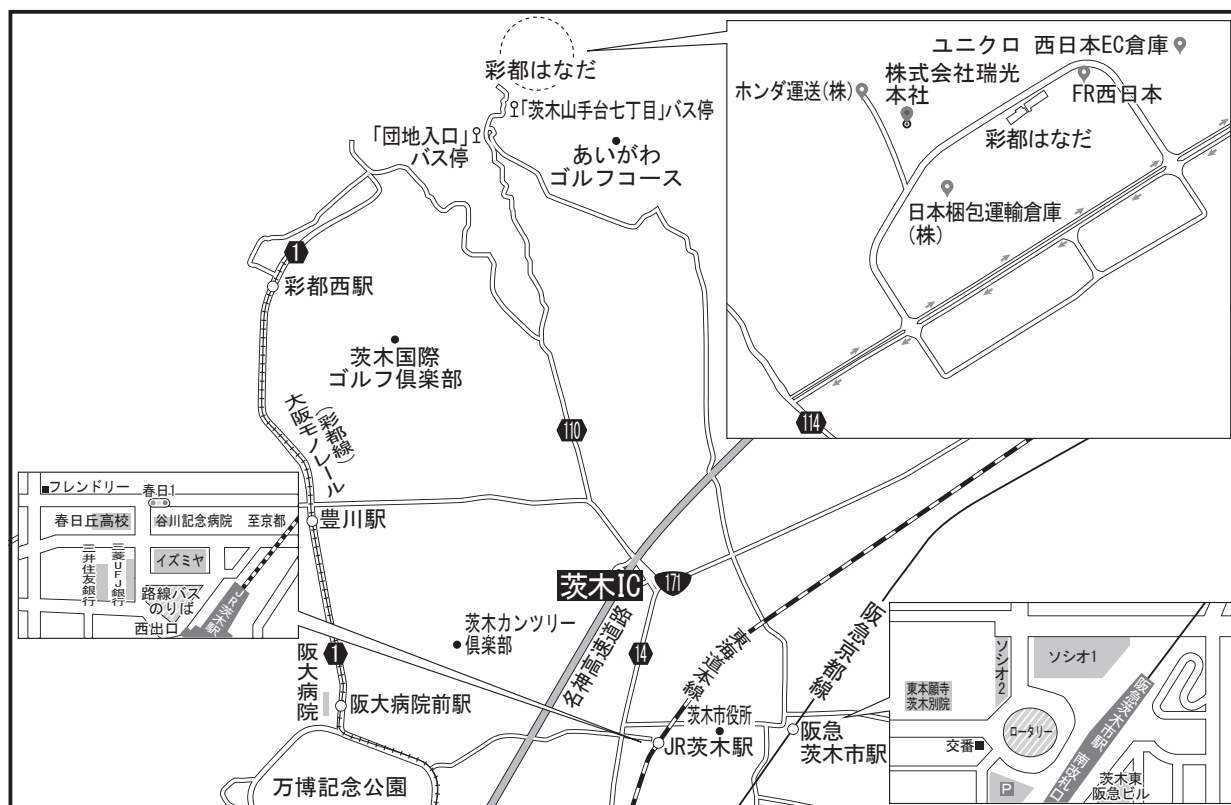 彩都はなだ
「茨木山手台七丁目」バス停
「団地入口」
バス停
あいがわ
ゴルフコース
1
彩都西駅
茨木国際
ゴルフ倶楽部
大阪モノレール
(彩都線)
110
114
豊川駅
茨木IC
171
名神高速道路
14
東海道本線
阪急京都線
茨木カンツリー
倶楽部
1
阪大病院
阪大病院前駅
万博記念公園
茨木市役所
JR茨木駅
阪急
茨木市駅
ユニクロ 西日本EC倉庫
株式会社瑞光
本社
ホンダ運送(株)
FR西日本
彩都はなだ
日本梱包運輸倉庫
(株)
フレンドリー
春日1
春日丘高校
谷川記念病院
至京都
三井住友銀行
三菱UFJ銀行
イズミヤ
路線バス
のりば
西出口
JR茨木駅
ソシオ1
ソシオ2
東本願寺
茨木別院
ロータリー
交番
P
阪急茨木市駅
南改札口
茨木東
阪急ビル